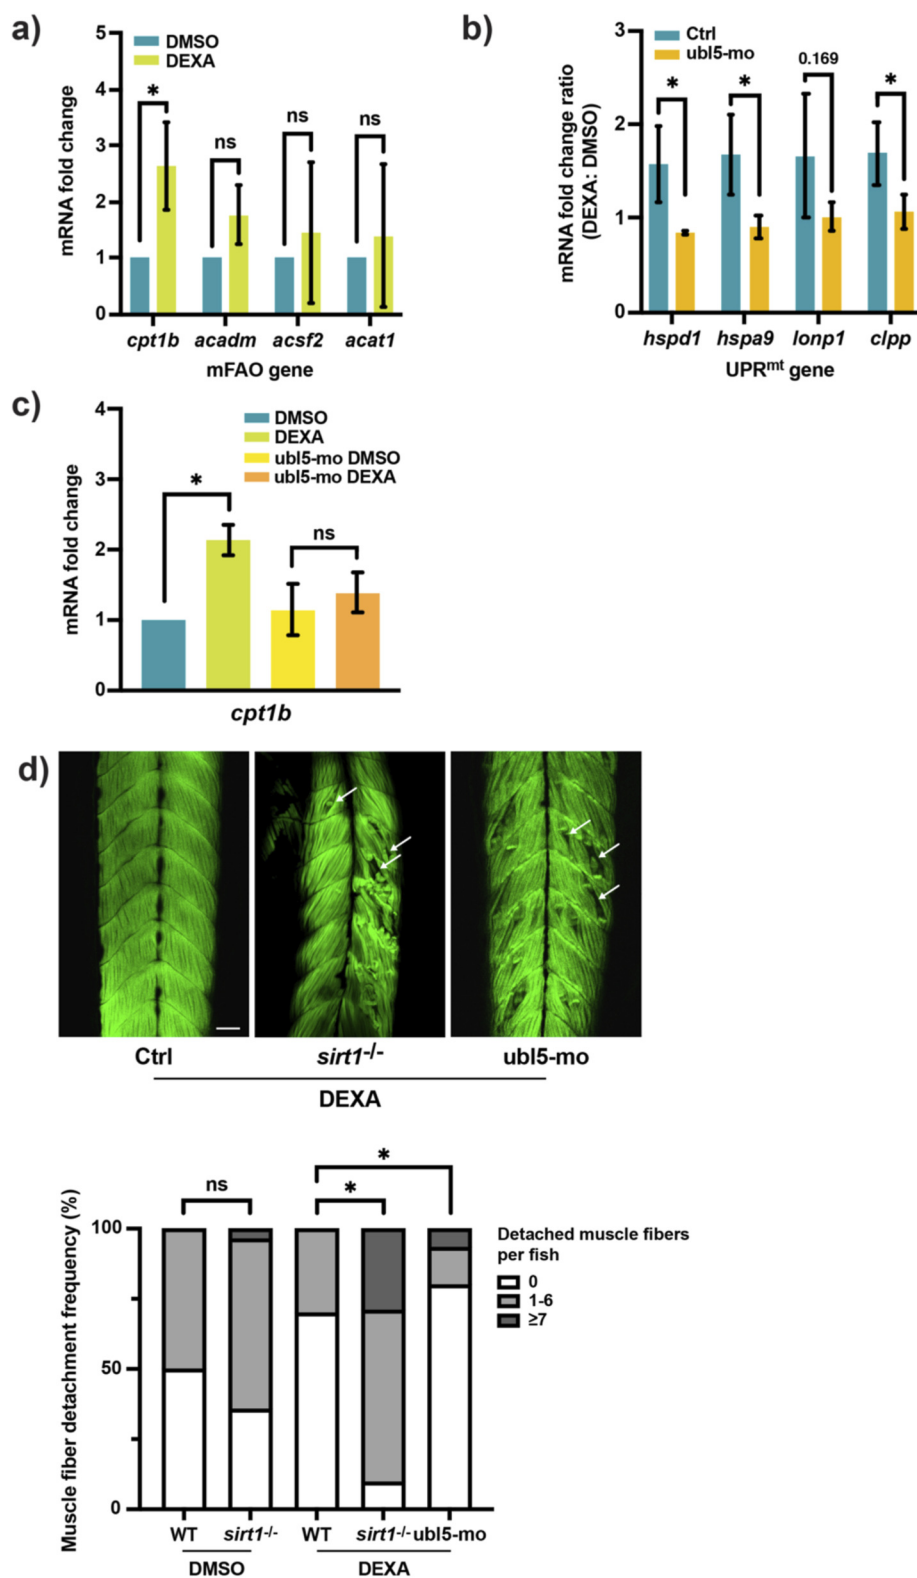 a)
DMSO
DEXA
mRNA fold change
5
4
3
2
1
0
*
ns
ns
ns
cpt1b acadm acsf2 acat1
mFAO gene
b)
Ctrl
ubl5-mo
mRNA fold change ratio
(DEXA: DMSO)
3
2
1
0
*
*
0.169
*
hspd1 hspa9 lonp1 clpp
UPRmt gene
c)
DMSO
DEXA
ubl5-mo DMSO
ubl5-mo DEXA
mRNA fold change
4
3
2
1
0
*
ns
cpt1b
d)
Ctrl sirt1-/- ubl5-mo
DEXA
Muscle fiber detachment frequency (%)
100
50
0
ns
*
*
Detached muscle fibers
per fish
0
1-6
≥7
WT sirt1-/- WT sirt1-/- ubl5-mo
DMSO DEXA